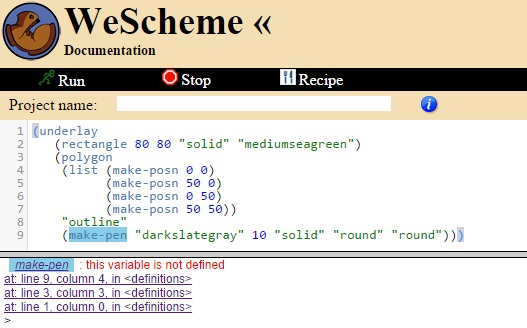 WeScheme «
Documentation
Run Stop Recipe
Project name:
1 (underlay
2 (rectangle 80 80 "solid" "mediumseagreen")
3 (polygon
4 (list (make-posn 0 0)
5 (make-posn 50 0)
6 (make-posn 0 50)
7 (make-posn 50 50))
8 "outline"
9 (make-pen "darkslategray" 10 "solid" "round" "round")))
make-pen : this variable is not defined
at: line 9, column 4, in <definitions>
at: line 3, column 3, in <definitions>
at: line 1, column 0, in <definitions>
>